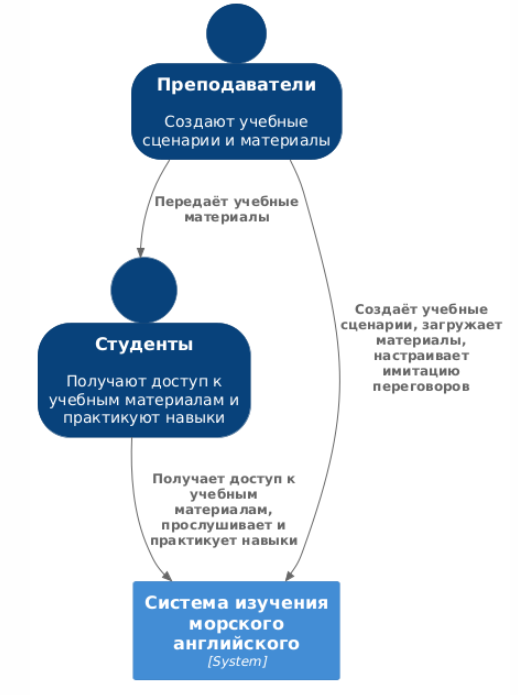 Преподаватели
Создают учебные
сценарии и материалы
Передаёт учебные
материалы
Создаёт учебные
сценарии, загружает
материалы,
настраивает
имитацию
переговоров
Студенты
Получают доступ к
учебным материалам и
практикуют навыки
Получает доступ к
учебным
материалам,
прослушивает и
практикует навыки
Система изучения
морского
английского
[System]